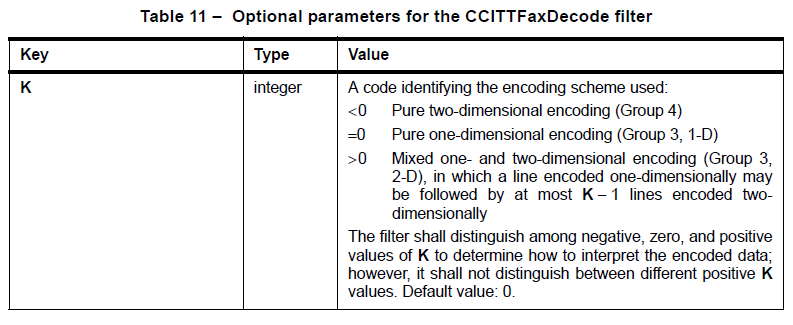 Table 11 – Optional parameters for the CCITTFaxDecode filter
Key Type Value
K integer A code identifying the encoding scheme used:
<0 Pure two-dimensional encoding (Group 4)
=0 Pure one-dimensional encoding (Group 3, 1-D)
>0 Mixed one- and two-dimensional encoding (Group 3,
2-D), in which a line encoded one-dimensionally may
be followed by at most K – 1 lines encoded two-
dimensionally
The filter shall distinguish among negative, zero, and positive
values of K to determine how to interpret the encoded data;
however, it shall not distinguish between different positive K
values. Default value: 0.